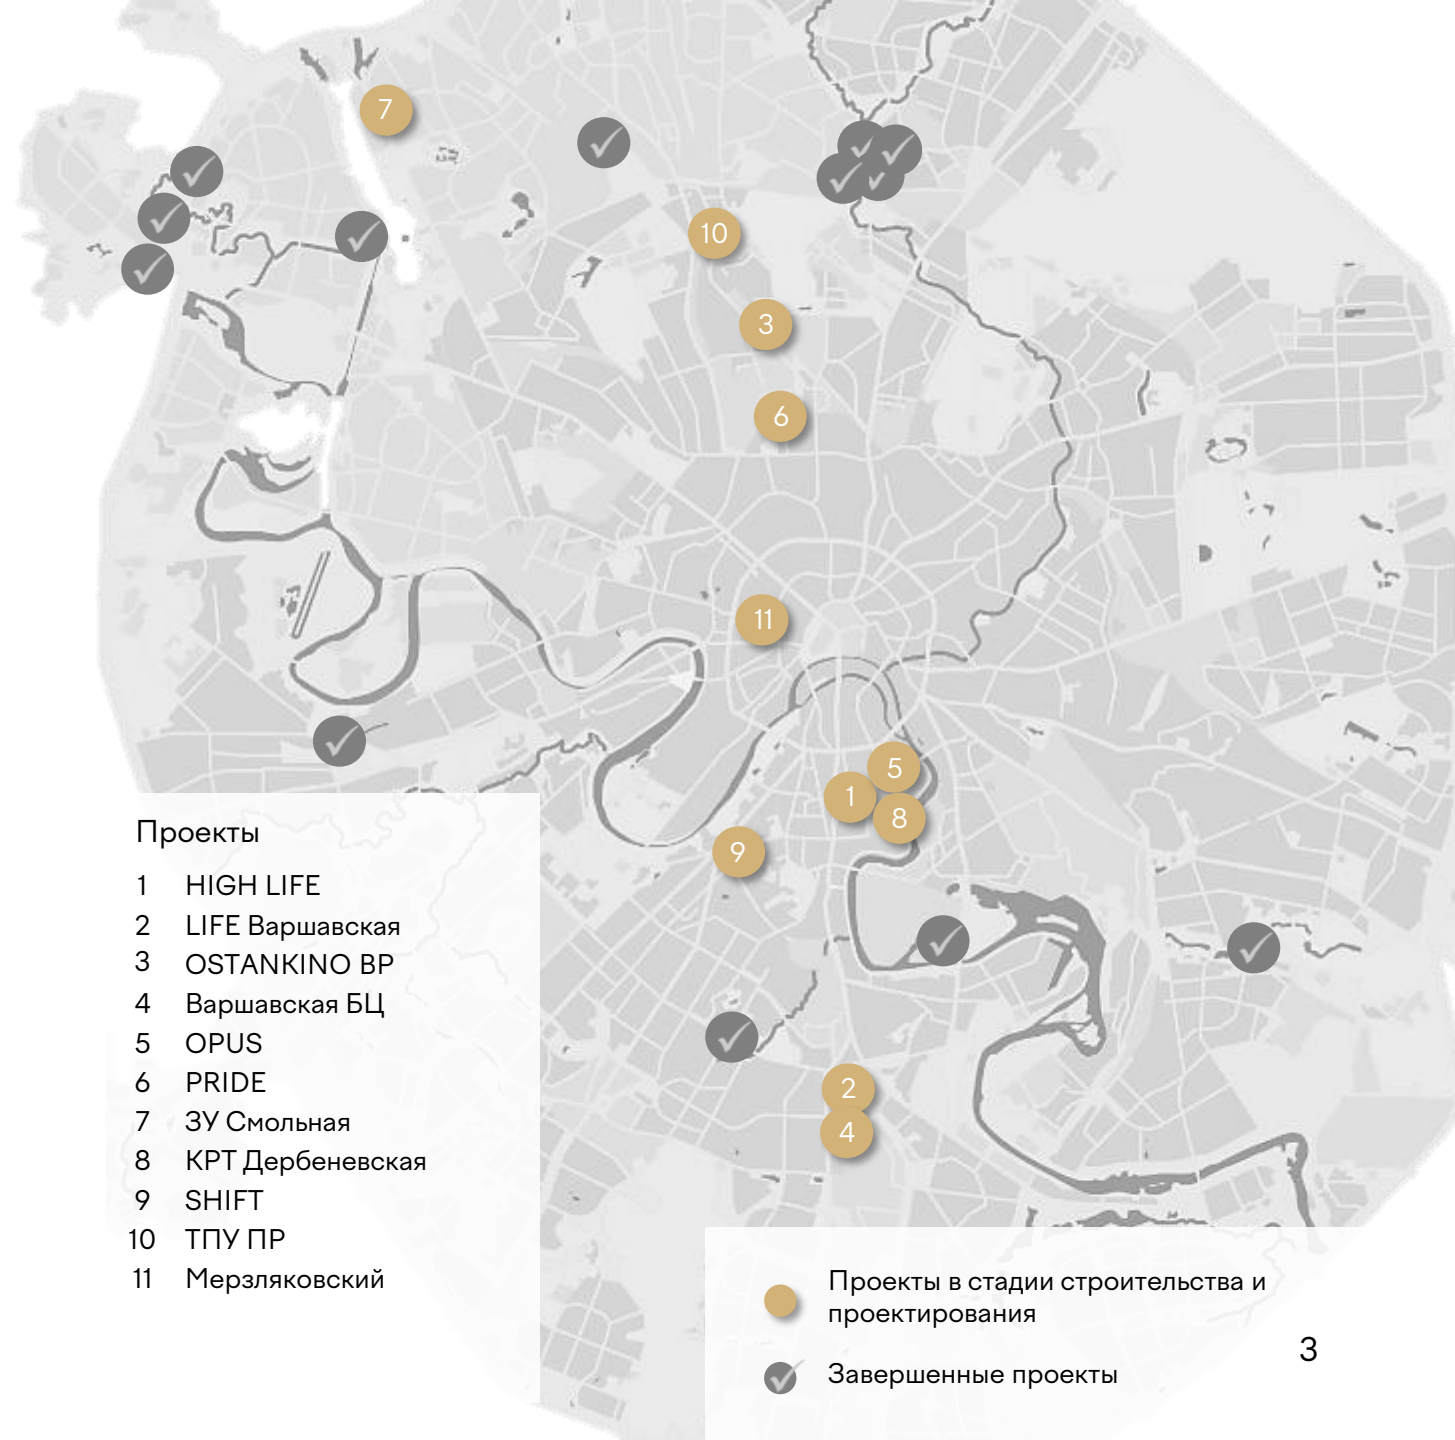 7
10
3
6
11
5
1
8
9
2
4
Проекты
1 HIGH LIFE
2 LIFE Варшавская
3 OSTANKINO BP
4 Варшавская БЦ
5 OPUS
6 PRIDE
7 ЗУ Смольная
8 КРТ Дербеневская
9 SHIFT
10 ТПУ ПР
11 Мерзляковский
Проекты в стадии строительства и
проектирования
Завершенные проекты
3